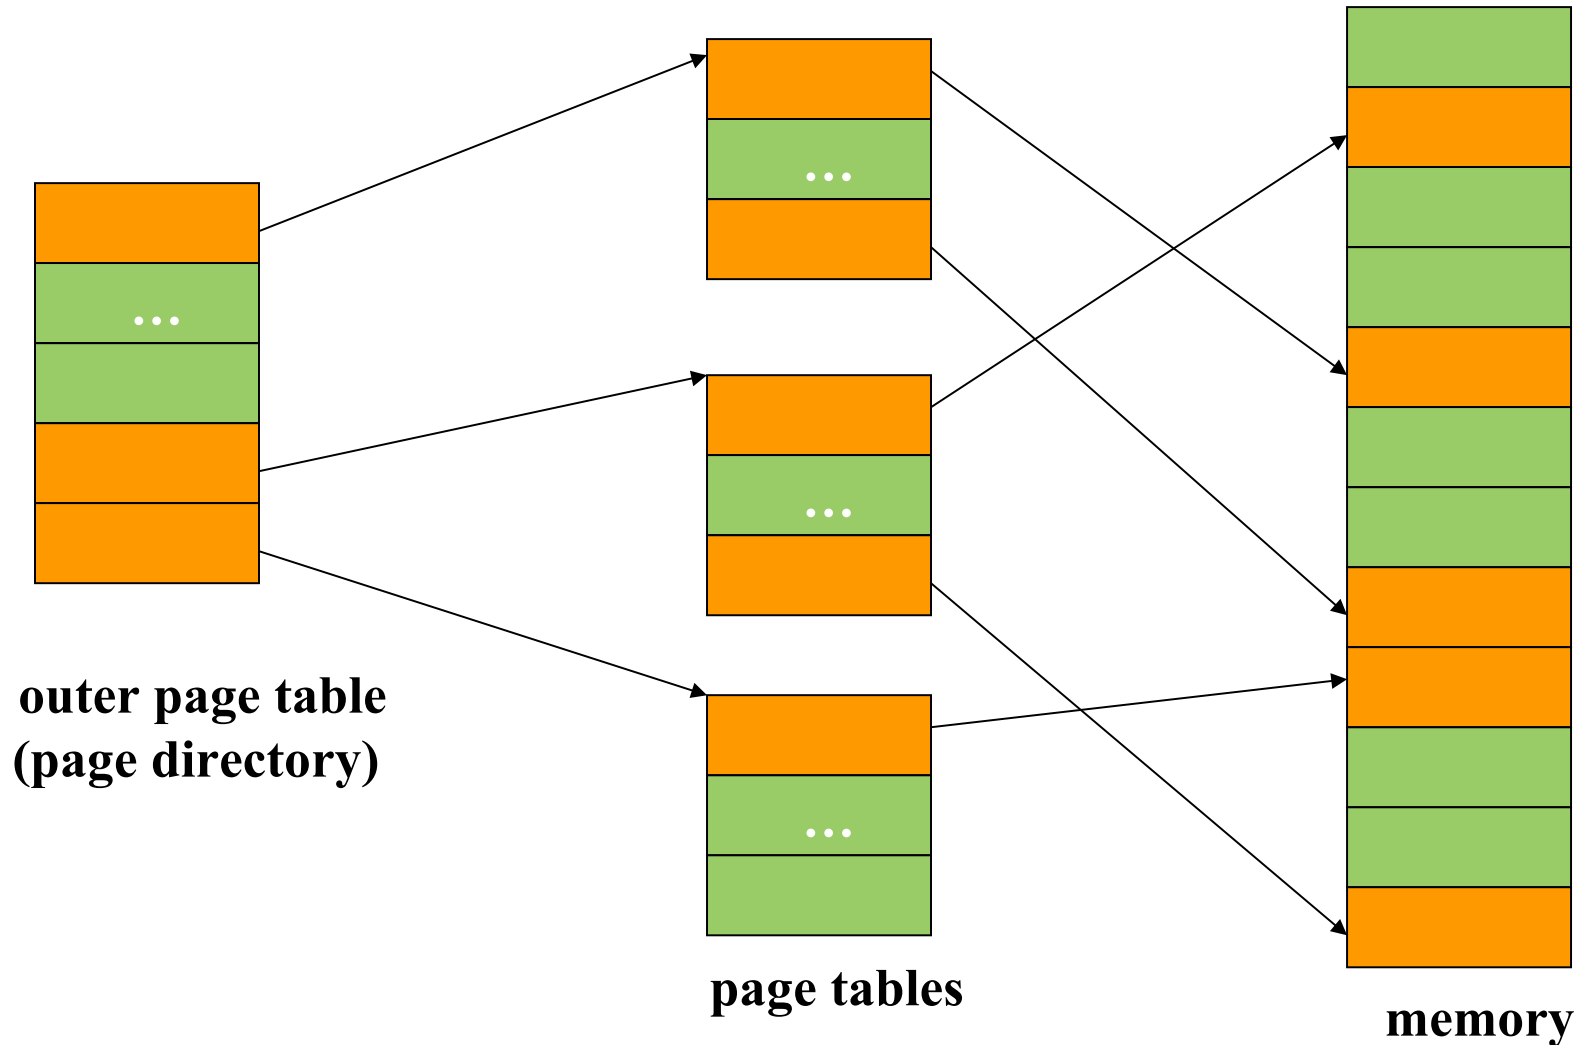 ...
...
...
...
outer page table
(page directory)
page tables
memory